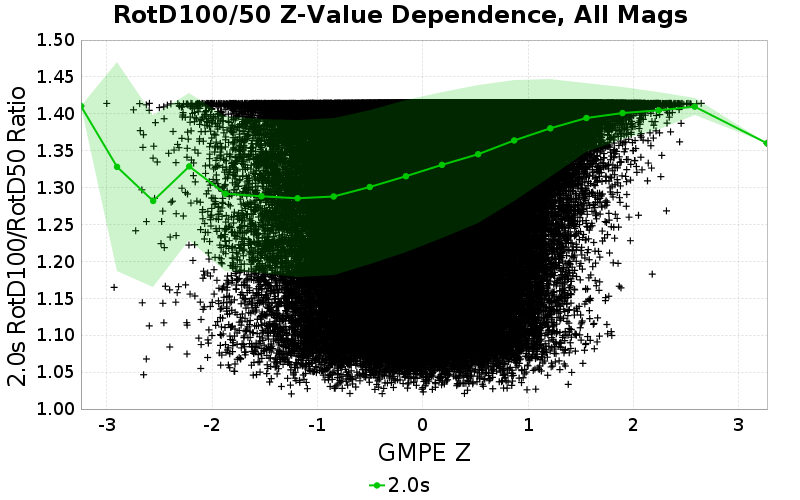 RotD100/50 Z-Value Dependence, All Mags
2.0s RotD100/RotD50 Ratio
1.50
1.45
1.40
1.35
1.30
1.25
1.20
1.15
1.10
1.05
1.00
-3 -2 -1 0 1 2 3
GMPE Z
2.0s